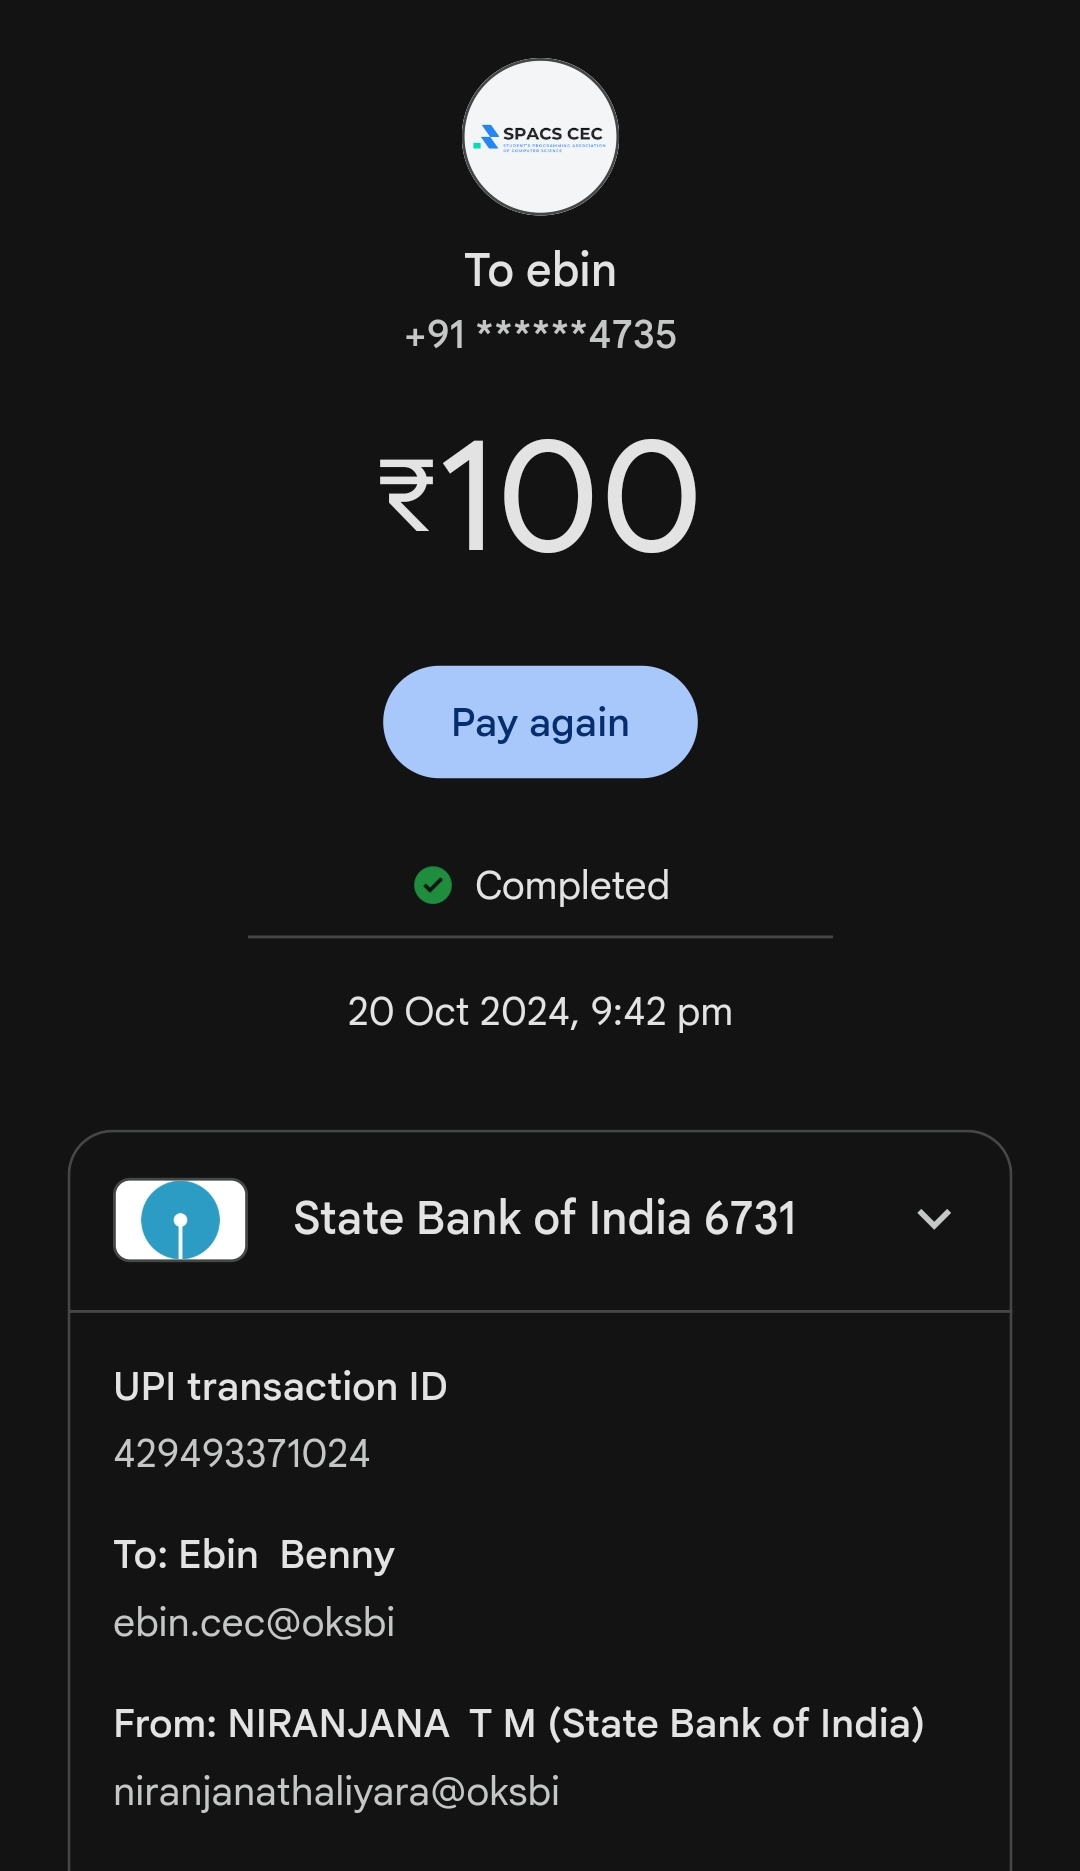 SPACS CEC
STUDENT'S PROGRAMMING ASSOCIATION
OF COMPUTER SCIENCE
To ebin
+91 ******4735
₹100
Pay again
Completed
20 Oct 2024, 9:42 pm
State Bank of India 6731
UPI transaction ID
429493371024
To: Ebin  Benny
ebin.cec@oksbi
From: NIRANJANA  T M (State Bank of India)
niranjanathaliyara@oksbi